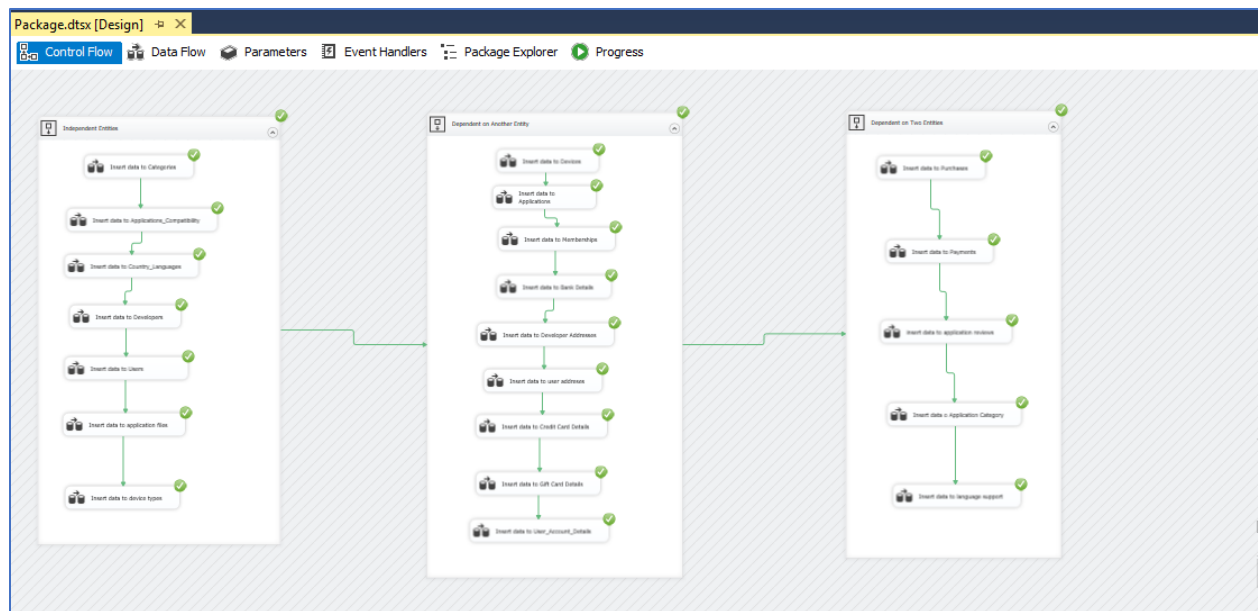 Package.dtsx [Design]
Control Flow Data Flow Parameters Event Handlers Package Explorer Progress
Independent Entities
Insert data to Categories
Insert data to Applications_Compatibility
Insert data to Country_Languages
Insert data to Developers
Insert data to Users
Insert data to application files
Insert data to device types
Dependent on Another Entity
Insert data to Devices
Insert data to
Applications
Insert data to Memberships
Insert data to Bank Details
Insert data to Developer Addresses
Insert data to user addresses
Insert data to Credit Card Details
Insert data to Gift Card Details
Insert data to User_Account_Details
Dependent on Two Entities
Insert data to Purchases
Insert data to Payments
insert data to application reviews
Insert data o Application Category
Insert data to language support